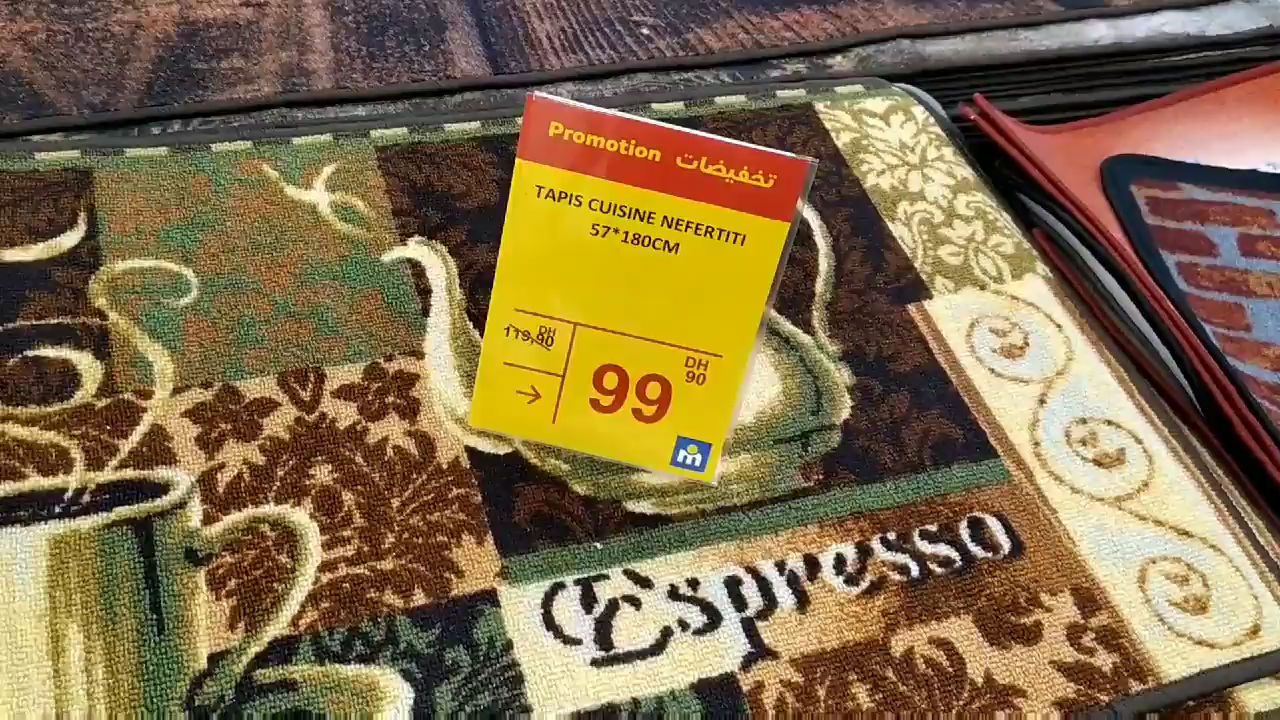 Promotion تخفيضات
TAPIS CUISINE NEFERTITI
57*180CM
DH
119,90
99
DH
90
m
Espresso